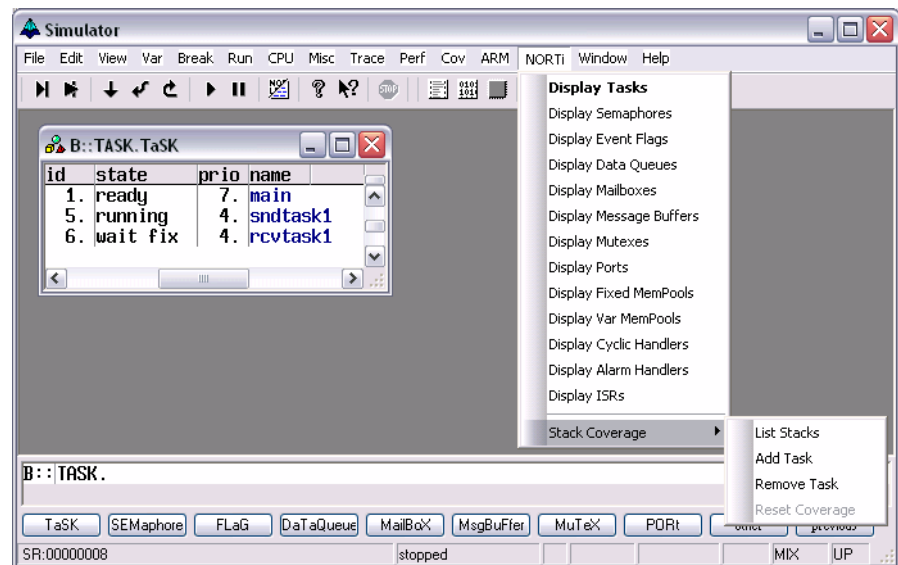 Simulator
File Edit View Var Break Run CPU Misc Trace Perf Cov ARM NORTi Window Help
Display Tasks
Display Semaphores
Display Event Flags
Display Data Queues
Display Mailboxes
Display Message Buffers
Display Mutexes
Display Ports
Display Fixed MemPools
Display Var MemPools
Display Cyclic Handlers
Display Alarm Handlers
Display ISRs
Stack Coverage
List Stacks
Add Task
Remove Task
Reset Coverage
B::TASK.TaSK
id state prio name
1. ready 7. main
5. running 4. sndtask1
6. wait fix 4. rcvtask1
B::TASK.
TaSK SEMaphore FLaG DaTaQueue MailBoX MsgBuFfer MuTeX PORt other previous
SR:00000008 stopped MIX UP